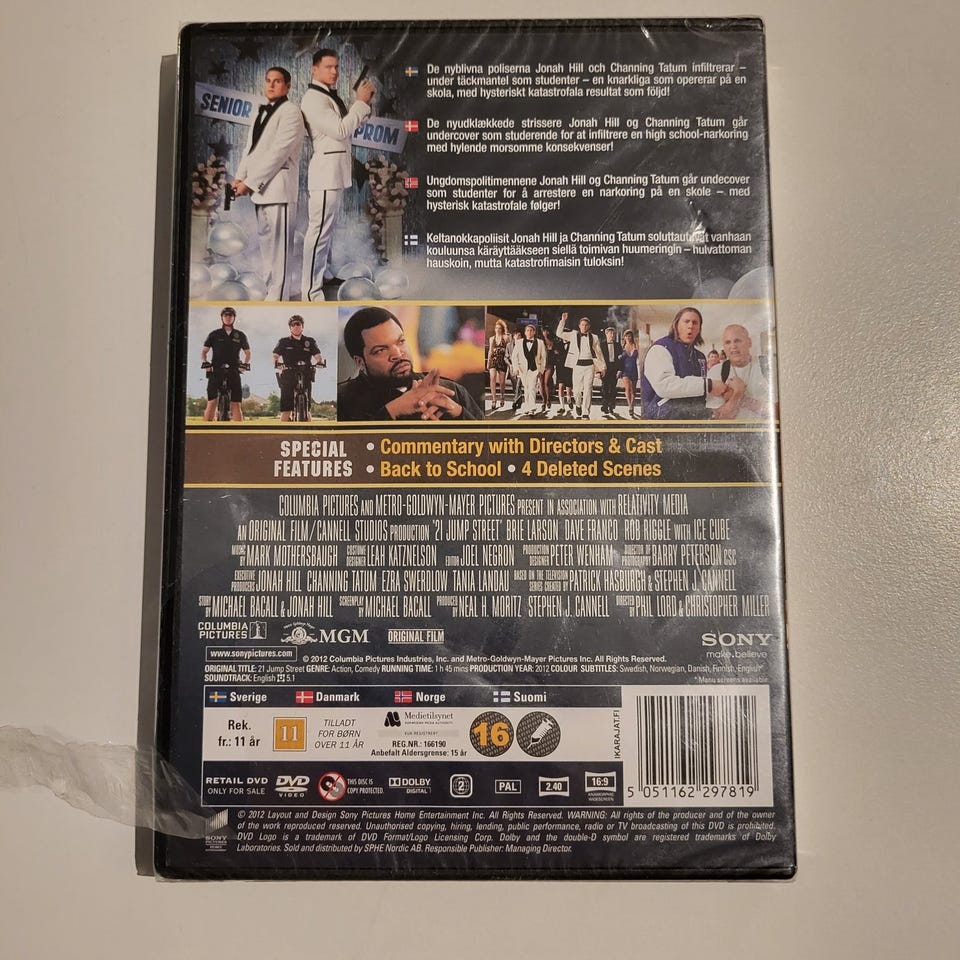 SENIOR
PROM
De nyblivna poliserna Jonah Hill och Channing Tatum infiltrerar –
under täckmantel som studenter – en knarkliga som opererar på en
skola, med hysteriskt katastrofala resultat som följd!
De nyudklækkede strissere Jonah Hill og Channing Tatum går
undercover som studerende for at infiltrere en high school-narkoring
med hylende morsomme konsekvenser!
Ungdomspolitimennene Jonah Hill og Channing Tatum går undecover
som studenter for å arrestere en narkoring på en skole – med
hysterisk katastrofale følger!
Keltanokkapoliisit Jonah Hill ja Channing Tatum soluttautuvat vanhaan
kouluunsa käräyttääkseen siellä toimivan huumeringin – hulvattoman
hauskoin, mutta katastrofimaisin tuloksin!
SPECIAL FEATURES
• Commentary with Directors & Cast
• Back to School • 4 Deleted Scenes
COLUMBIA PICTURES AND METRO-GOLDWYN-MAYER PICTURES PRESENT IN ASSOCIATION WITH RELATIVITY MEDIA
AN ORIGINAL FILM/CANNELL STUDIOS PRODUCTION "21 JUMP STREET" BRIE LARSON DAVE FRANCO ROB RIGGLE WITH ICE CUBE
MUSIC BY MARK MOTHERSBAUGH COSTUME DESIGNER LEAH KATZNELSON EDITOR JOEL NEGRON PRODUCTION DESIGNER PETER WENHAM DIRECTOR OF PHOTOGRAPHY BARRY PETERSON CSC
EXECUTIVE PRODUCERS JONAH HILL CHANNING TATUM EZRA SWERDLOW TANIA LANDAU BASED ON THE TELEVISION SERIES CREATED BY PATRICK HASBURGH & STEPHEN J. CANNELL
STORY BY MICHAEL BACALL & JONAH HILL SCREENPLAY BY MICHAEL BACALL PRODUCED BY NEAL H. MORITZ STEPHEN J. CANNELL DIRECTED BY PHIL LORD & CHRISTOPHER MILLER
COLUMBIA PICTURES MGM ORIGINAL FILM
SONY
make.believe
www.sonypictures.com © 2012 Columbia Pictures Industries, Inc. and Metro-Goldwyn-Mayer Pictures Inc. All Rights Reserved.
ORIGINAL TITLE: 21 Jump Street GENRE: Action, Comedy RUNNING TIME: 1 h 45 mins PRODUCTION YEAR: 2012 COLOUR SUBTITLES: Swedish, Norwegian, Danish, Finnish, English*
SOUNDTRACK: English 5.1
* Menu screens available
Sverige Danmark Norge Suomi
Rek.
fr.: 11 år
11
TILLADT
FOR BØRN
OVER 11 ÅR
Medietilsynet
NORWEGIAN MEDIA AUTHORITY
REG.NR: 166190
Anbefalt Aldersgrense: 15 år
16
IKARAJAT.FI
5 051162 297819
RETAIL DVD
ONLY FOR SALE
DVD
VIDEO
THIS DISC IS
COPY PROTECTED.
DOLBY
DIGITAL
2
PAL
2.40
16:9
ANAMORPHIC
WIDESCREEN
SONY
PICTURES
HOME
© 2012 Layout and Design Sony Pictures Home Entertainment Inc. All Rights Reserved. WARNING: All rights of the producer and of the owner
of the work reproduced reserved. Unauthorised copying, hiring, lending, public performance, radio or TV broadcasting of this DVD is prohibited.
DVD Logo is a trademark of DVD Format/Logo Licensing Corp. Dolby and the double-D symbol are registered trademarks of Dolby
Laboratories. Sold and distributed by SPHE Nordic AB. Responsible Publisher: Managing Director.